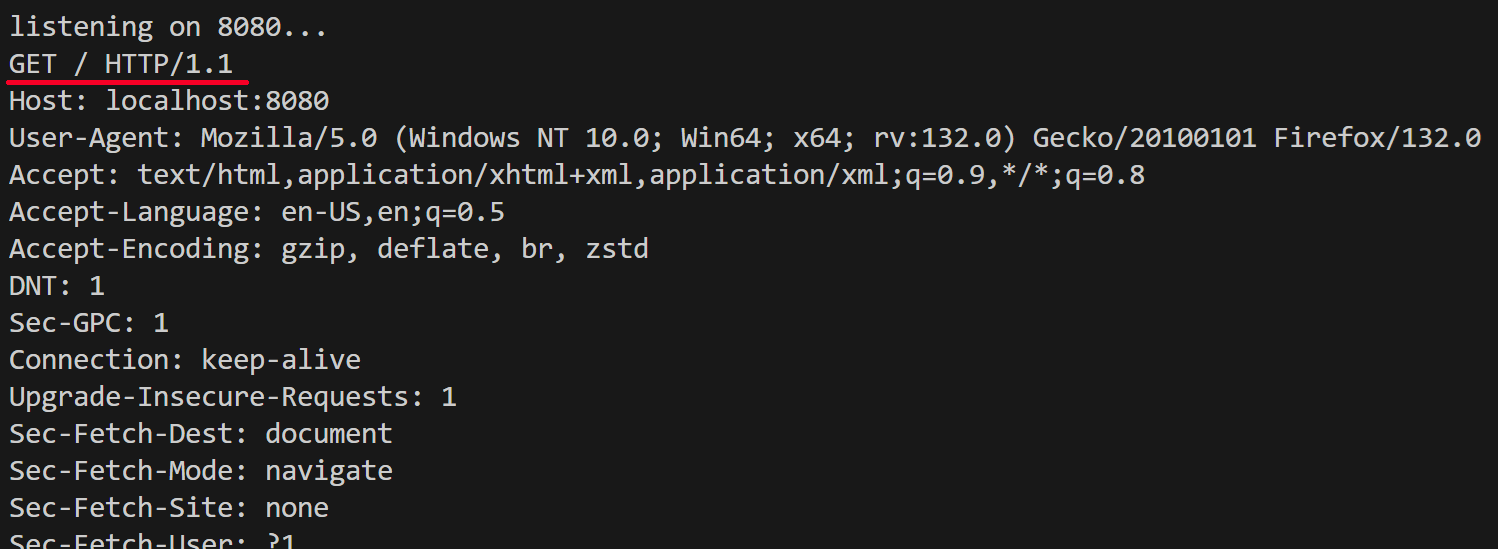 listening on 8080...
GET / HTTP/1.1
Host: localhost:8080
User-Agent: Mozilla/5.0 (Windows NT 10.0; Win64; x64; rv:132.0) Gecko/20100101 Firefox/132.0
Accept: text/html,application/xhtml+xml,application/xml;q=0.9,*/*;q=0.8
Accept-Language: en-US,en;q=0.5
Accept-Encoding: gzip, deflate, br, zstd
DNT: 1
Sec-GPC: 1
Connection: keep-alive
Upgrade-Insecure-Requests: 1
Sec-Fetch-Dest: document
Sec-Fetch-Mode: navigate
Sec-Fetch-Site: none
Sec-Fetch-User: ?1